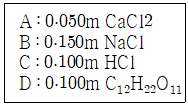 A : 0.050m CaCl2
B : 0.150m NaCl
C : 0.100m HCl
D : 0.100m C₁₂H₂₂O₁₁